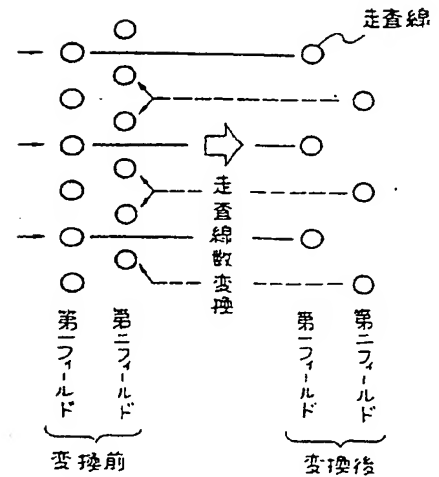 走査線
走査線数変換
第一フィールド
第二フィールド
第一フィールド
第二フィールド
変換前
変換後